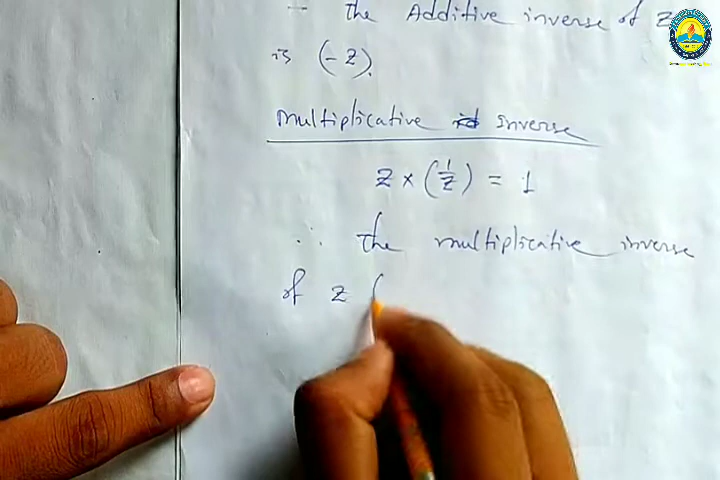 – the Additive inverse of z
is (– z).
multiplicative inverse
z × (1/z) = 1
∴ the multiplicative inverse
of z (